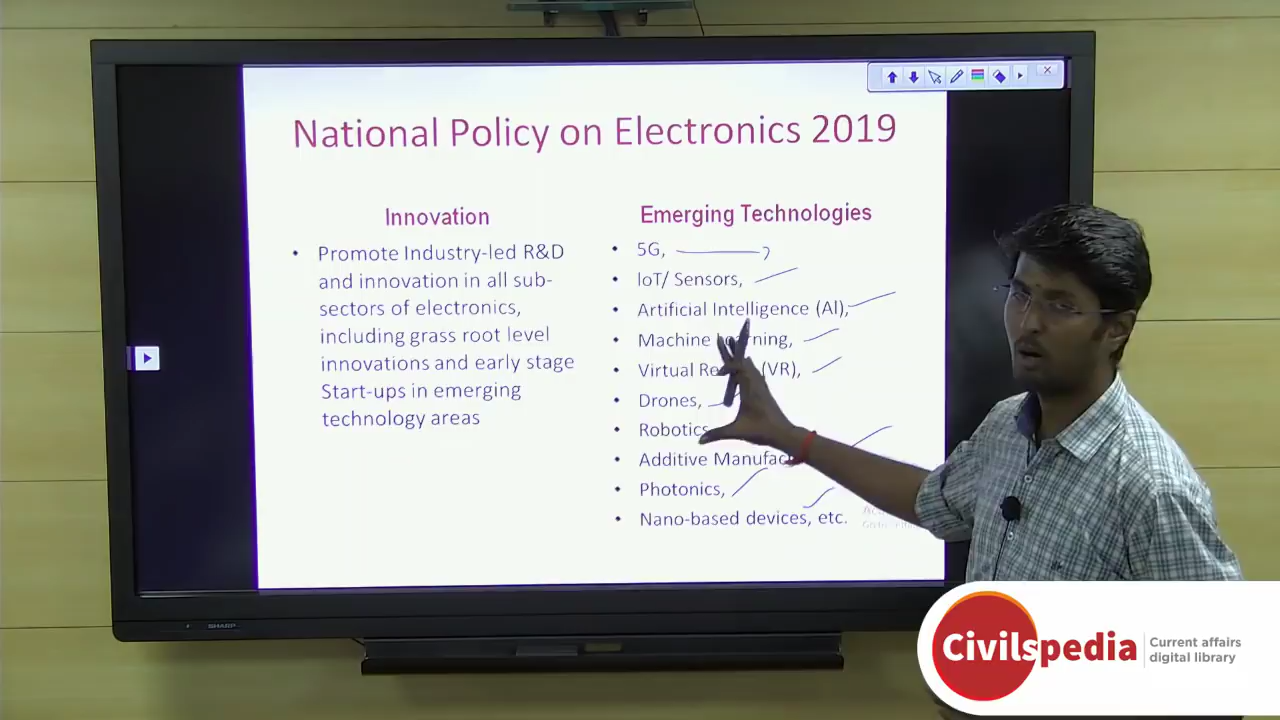 National Policy on Electronics 2019
Innovation
• Promote Industry-led R&D
and innovation in all sub-
sectors of electronics,
including grass root level
innovations and early stage
Start-ups in emerging
technology areas
Emerging Technologies
• 5G,
• IoT/ Sensors,
• Artificial Intelligence (AI),
• Machine Learning,
• Virtual (VR),
• Drones,
• Robotics
• Additive
• Photonics,
• Nano-based devices, etc.
SHARP
Civilspedia
Current affairs
digital library